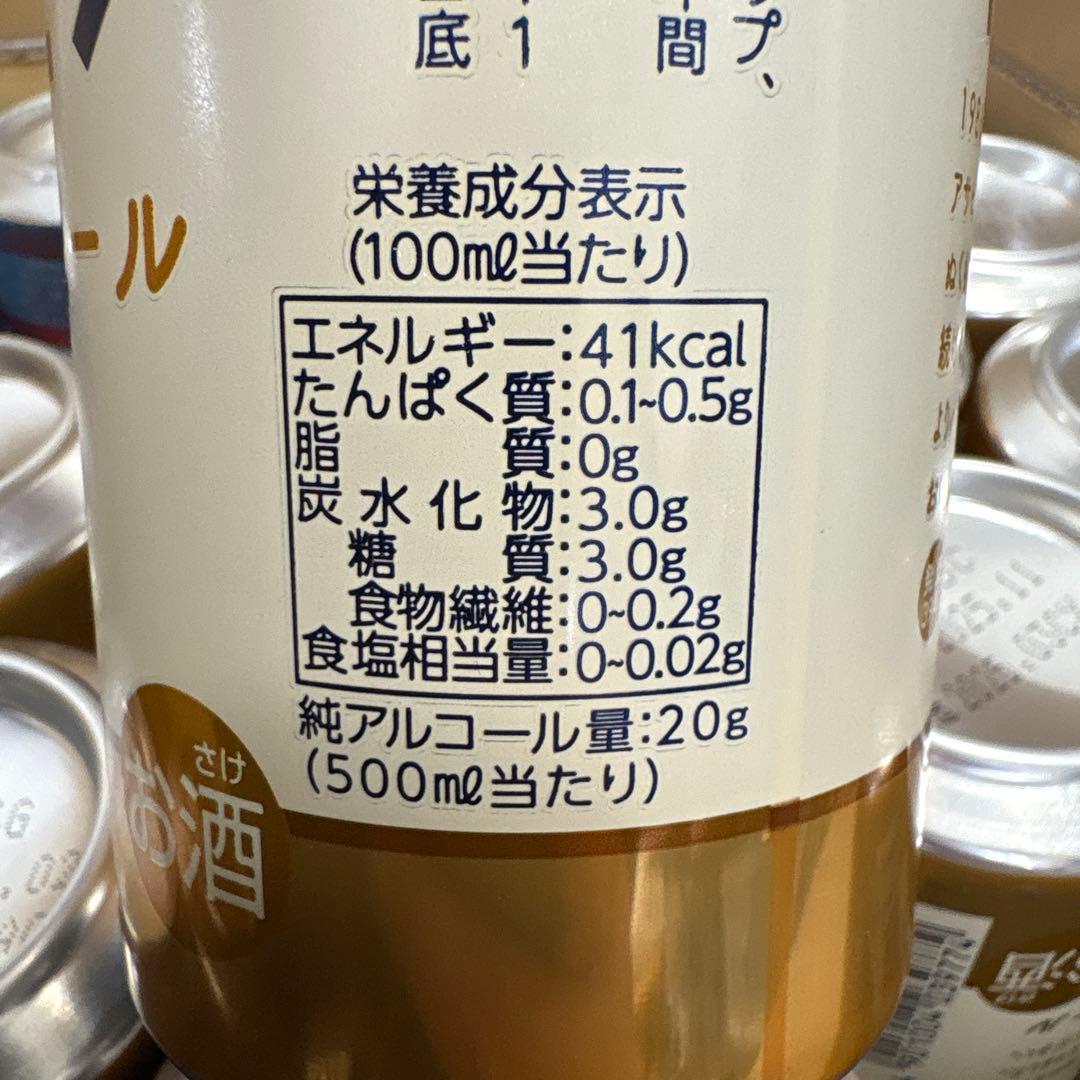 底
1
間
プ、
ール
栄養成分表示
(100mℓ当たり)
エネルギー:41kcal
たんぱく質:0.1~0.5g
脂質:0g
炭水化物:3.0g
糖質:3.0g
食物繊維:0~0.2g
食塩相当量:0~0.02g
純アルコール量:20g
(500mℓ当たり)
さけ
お酒